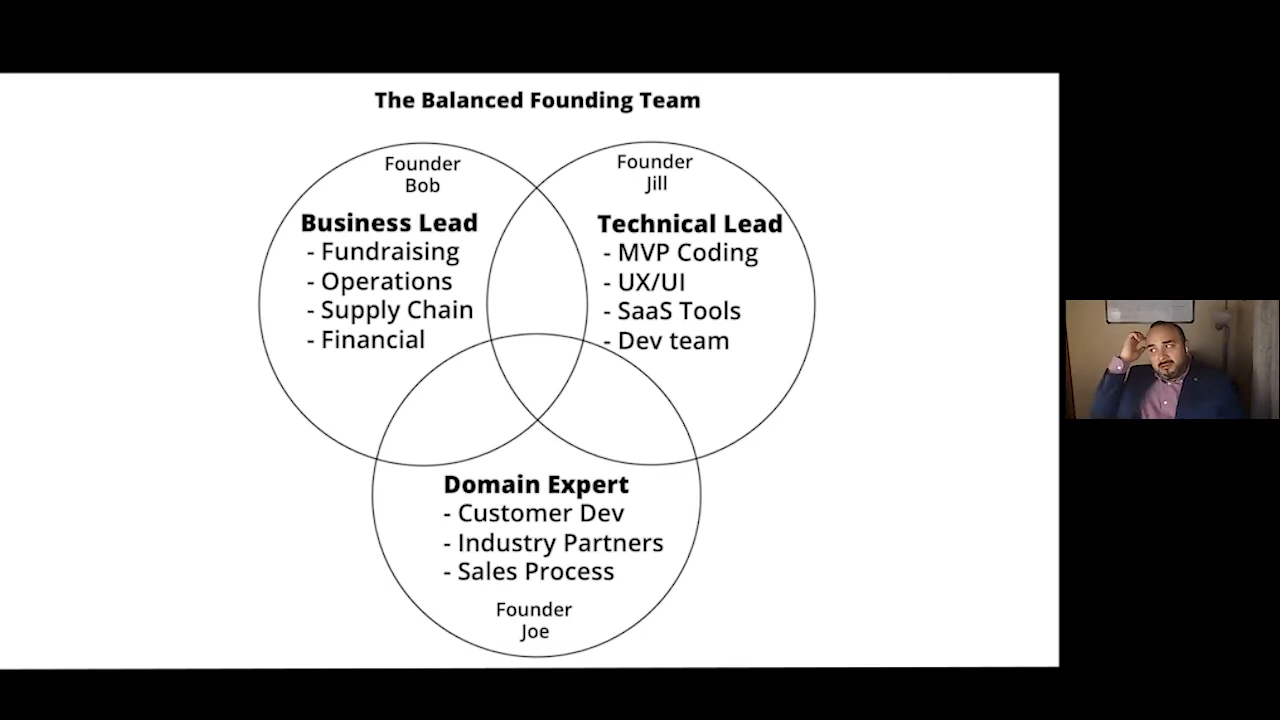 The Balanced Founding Team
Founder
Bob
Business Lead
- Fundraising
- Operations
- Supply Chain
- Financial
Founder
Jill
Technical Lead
- MVP Coding
- UX/UI
- SaaS Tools
- Dev team
Domain Expert
- Customer Dev
- Industry Partners
- Sales Process
Founder
Joe